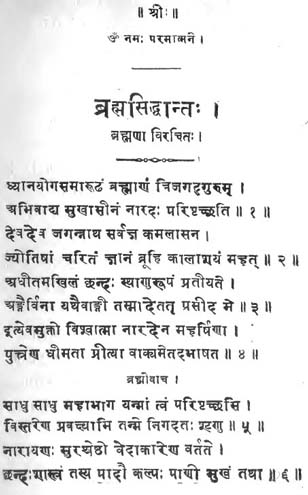 ॥ श्रीः ॥
ॐ नमः परमात्मने ।
ब्रह्मसिद्धान्तः ।
ब्रह्मणा विरचितः ।
ध्यानयोगसमारूढं ब्रह्माणं त्रिजगद्गुरुम् ।
अभिवाद्य सुखासीनं नारदः परिपृच्छति ॥ १ ॥
देवदेव जगन्नाथ सर्वज्ञ कमलासन ।
ज्योतिषां चरितं ज्ञानं ब्रूहि कालाश्रयं महत् ॥ २ ॥
अधीतमखिलं छन्दः स्थाणुरूपं प्रतीयते ।
अङ्गैर्विना यथैवाङ्गी तस्मादेतत् प्रसीद मे ॥ ३ ॥
इत्येवमुक्तो विश्वात्मा नारदेन महर्षिणा ।
पुत्त्रेण धीमता प्रीत्या वाक्यमेतदभाषत ॥ ४ ॥
ब्रह्मोवाच ।
साधु साधु महाभाग यन्मां त्वं परिपृच्छसि ।
विस्तरेण प्रवक्ष्यामि तन्मे निगदतः शृणु ॥ ५ ॥
नारायणः सुरश्रेष्ठो वेदाकारेण वर्तते ।
छन्दःशास्त्रं तस्य पादौ कल्पः पाणी मुखं तथा ॥ ६ ॥